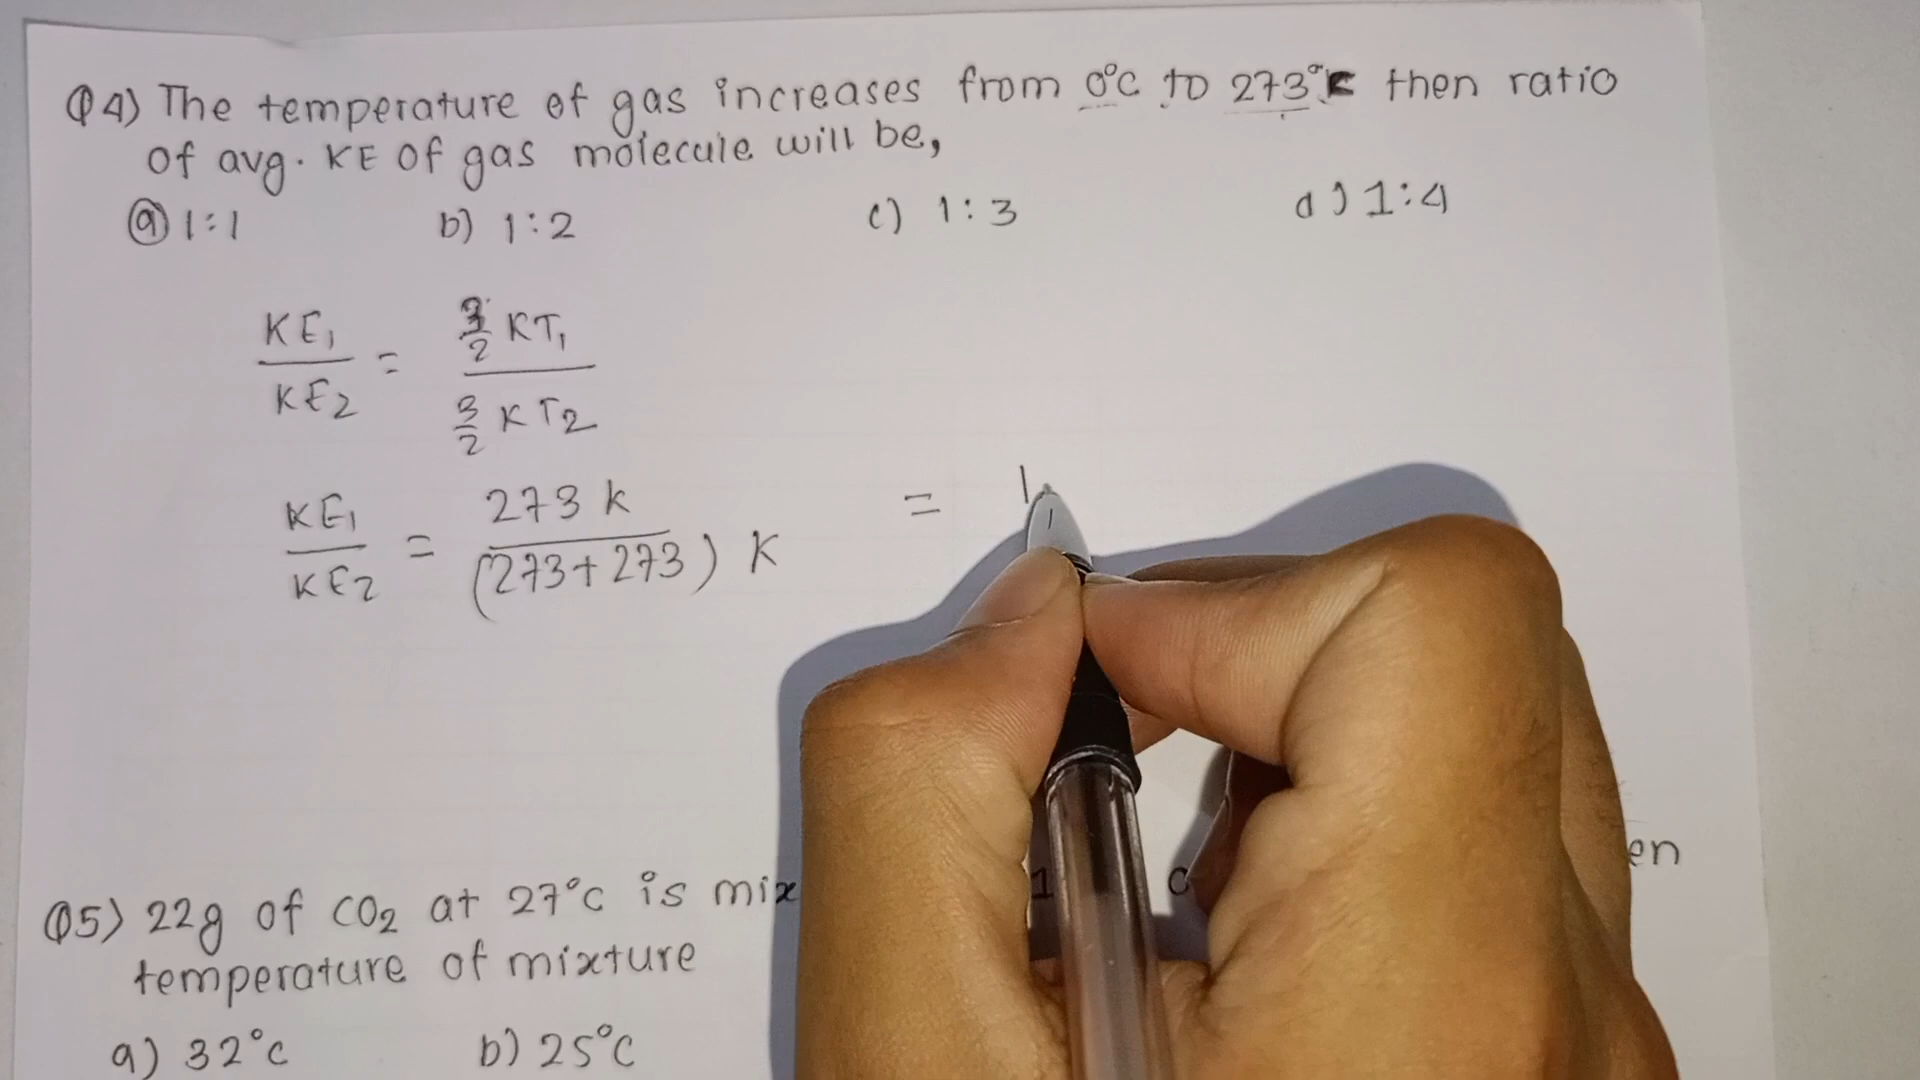 Q4) The temperature of gas increases from 0°C to 273°K then ratio
of avg. KE of gas molecule will be,
a) 1:1 b) 1:2 c) 1:3 d) 1:4
KE1/KE2 = 3/2 KT1 / 3/2 KT2
KE1/KE2 = 273 k / (273+273) K = 1
Q5) 22g of CO2 at 27°C is
temperature of mixture
a) 32°C b) 25°C